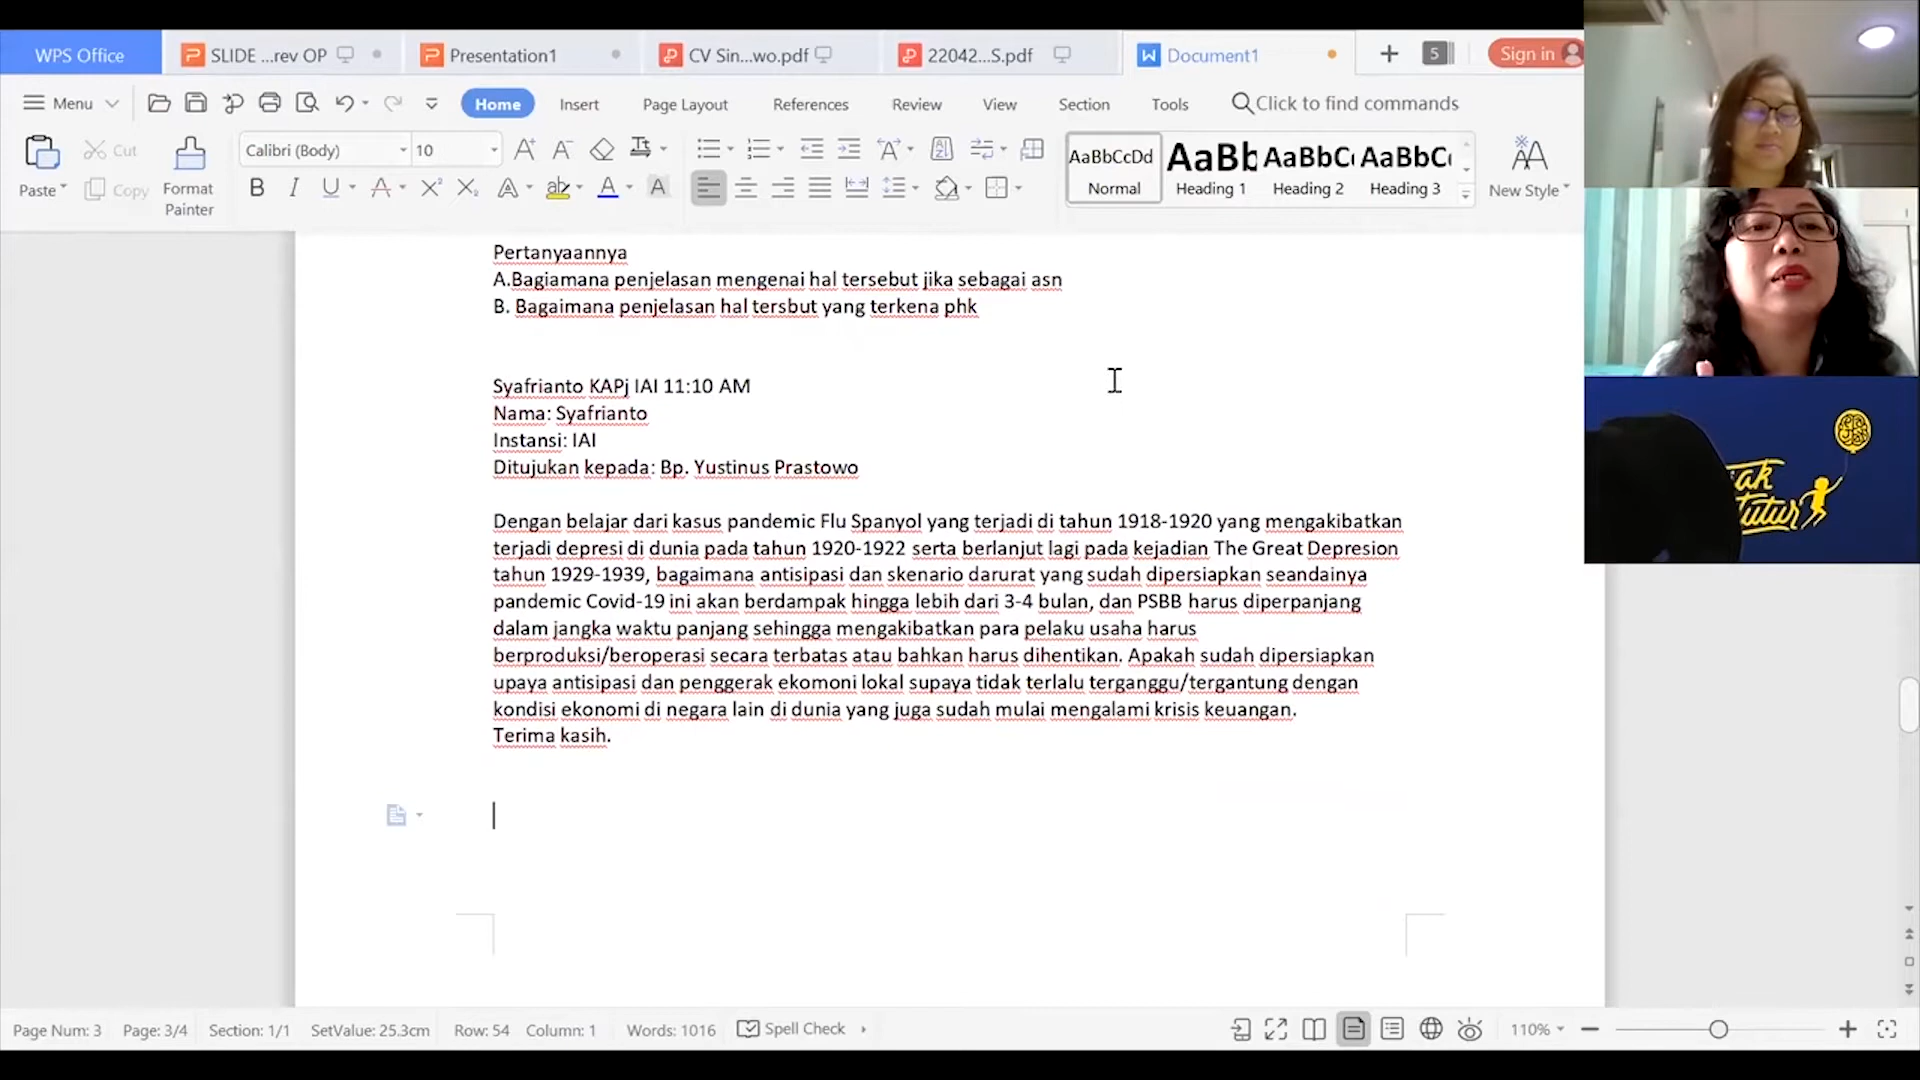 WPS Office
SLIDE ...rev OP
Presentation1
CV Sin...wo.pdf
22042...S.pdf
Document1
5
Sign in
Menu
Home
Insert
Page Layout
References
Review
View
Section
Tools
Click to find commands
Paste
Cut
Copy
Format
Painter
Calibri (Body)
10
AaBbCcDd
Normal
AaBb
Heading 1
AaBbC
Heading 2
AaBbC
Heading 3
New Style
Pertanyaannya
A.Bagiamana penjelasan mengenai hal tersebut jika sebagai asn
B. Bagaimana penjelasan hal tersbut yang terkena phk
Syafrianto KAPj IAI 11:10 AM
Nama: Syafrianto
Instansi: IAI
Ditujukan kepada: Bp. Yustinus Prastowo
Dengan belajar dari kasus pandemic Flu Spanyol yang terjadi di tahun 1918-1920 yang mengakibatkan
terjadi depresi di dunia pada tahun 1920-1922 serta berlanjut lagi pada kejadian The Great Depresion
tahun 1929-1939, bagaimana antisipasi dan skenario darurat yang sudah dipersiapkan seandainya
pandemic Covid-19 ini akan berdampak hingga lebih dari 3-4 bulan, dan PSBB harus diperpanjang
dalam jangka waktu panjang sehingga mengakibatkan para pelaku usaha harus
berproduksi/beroperasi secara terbatas atau bahkan harus dihentikan. Apakah sudah dipersiapkan
upaya antisipasi dan penggerak ekomoni lokal supaya tidak terlalu terganggu/tergantung dengan
kondisi ekonomi di negara lain di dunia yang juga sudah mulai mengalami krisis keuangan.
Terima kasih.
ak
tutur
Page Num: 3
Page: 3/4
Section: 1/1
SetValue: 25.3cm
Row: 54
Column: 1
Words: 1016
Spell Check
110%